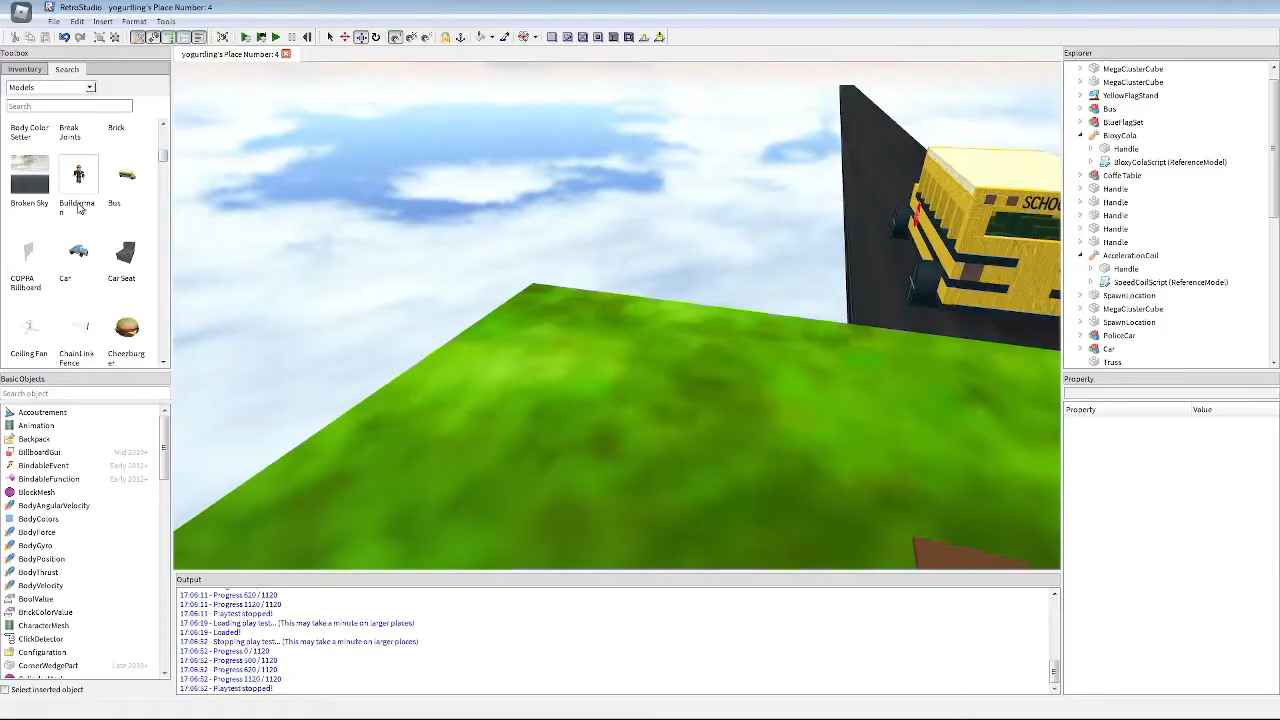 RetroStudio yogurtling's Place Number: 4
File Edit Insert Format Tools
Toolbox
yogurtling's Place Number: 4
Explorer
Inventory Search
Models
Search
Body Color Setter
Break Joints
Brick
Broken Sky
Builderman
Bus
COPPA Billboard
Car
Car Seat
Ceiling Fan
ChainLink Fence
Cheezburger
Basic Objects
Search object
Accoutrement
Animation
Backpack
BillboardGui Mid 2010+
BindableEvent Early 2012+
BindableFunction Early 2012+
BlockMesh
BodyAngularVelocity
BodyColors
BodyForce
BodyGyro
BodyPosition
BodyThrust
BodyVelocity
BoolValue
BrickColorValue
CharacterMesh
ClickDetector
Configuration
CornerWedgePart Late 2010+
Select inserted object
SCHO
Output
17:06:11 - Progress 620 / 1120
17:06:11 - Progress 1120 / 1120
17:06:11 - Playtest stopped!
17:06:19 - Loading play test... (This may take a minute on larger places)
17:06:19 - Loaded!
17:06:52 - Stopping play test... (This may take a minute on larger places)
17:06:52 - Progress 0 / 1120
17:06:52 - Progress 500 / 1120
17:06:52 - Progress 620 / 1120
17:06:52 - Progress 1120 / 1120
17:06:52 - Playtest stopped!
MegaClusterCube
MegaClusterCube
YellowFlagStand
Bus
BlueFlagSet
BloxyCola
Handle
BloxyColaScript (ReferenceModel)
Coffe Table
Handle
Handle
Handle
Handle
Handle
AccelerationCoil
Handle
SpeedCoilScript (ReferenceModel)
SpawnLocation
MegaClusterCube
SpawnLocation
PoliceCar
Car
Truss
Property
Property Value